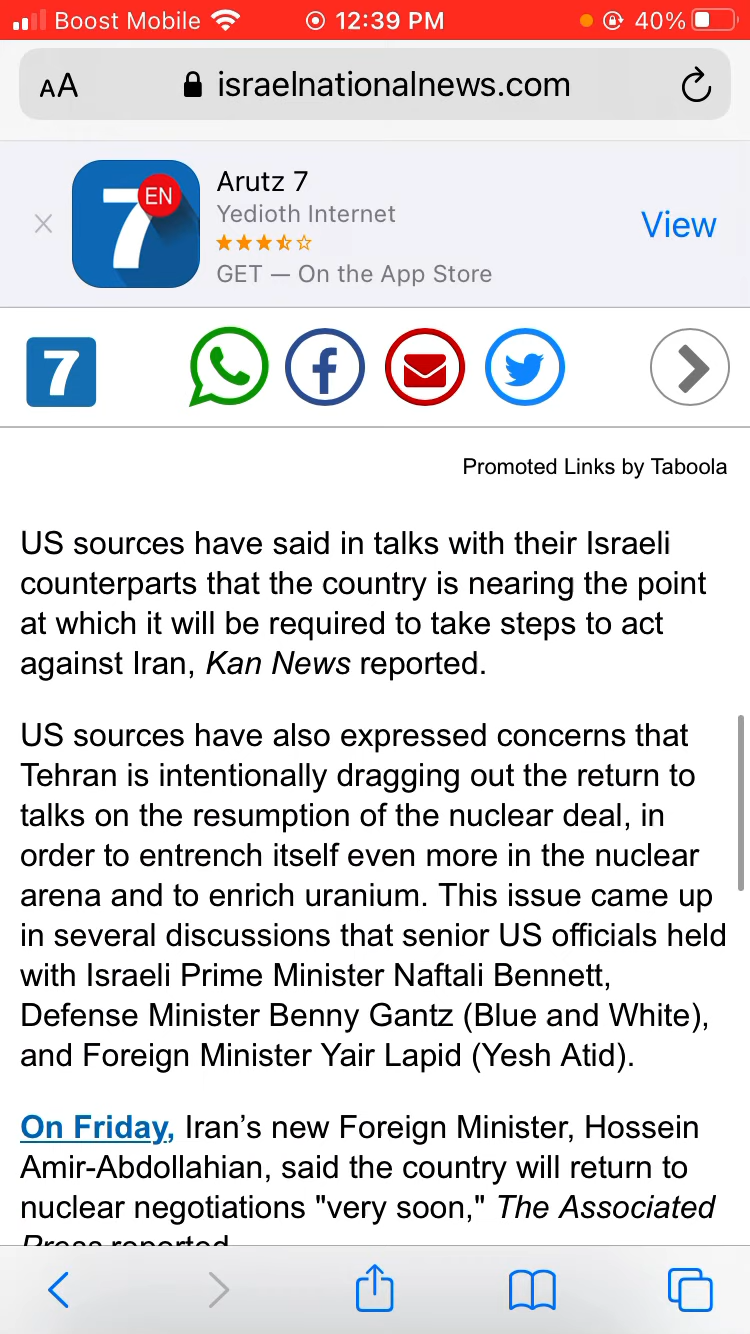 Boost Mobile 12:39 PM 40%
AA israelnationalnews.com
Arutz 7
7 EN
Yedioth Internet
View
GET — On the App Store
7
Promoted Links by Taboola
US sources have said in talks with their Israeli
counterparts that the country is nearing the point
at which it will be required to take steps to act
against Iran, Kan News reported.
US sources have also expressed concerns that
Tehran is intentionally dragging out the return to
talks on the resumption of the nuclear deal, in
order to entrench itself even more in the nuclear
arena and to enrich uranium. This issue came up
in several discussions that senior US officials held
with Israeli Prime Minister Naftali Bennett,
Defense Minister Benny Gantz (Blue and White),
and Foreign Minister Yair Lapid (Yesh Atid).
On Friday, Iran’s new Foreign Minister, Hossein
Amir-Abdollahian, said the country will return to
nuclear negotiations "very soon," The Associated
Press reported